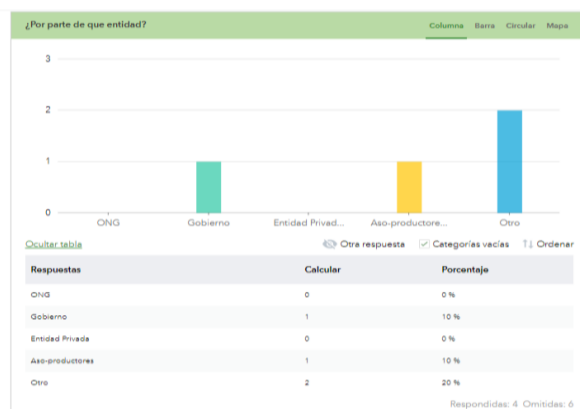 ¿Por parte de que entidad?
Columna Barra Circular Mapa
3
2
1
0
ONG Gobierno Entidad Privad... Aso-productore... Otro
Ocultar tabla Otra respuesta Categorías vacías Ordenar
Respuestas Calcular Porcentaje
ONG 0 0 %
Gobierno 1 10 %
Entidad Privada 0 0 %
Aso-productores 1 10 %
Otro 2 20 %
Respondidas: 4 Omitidas: 6